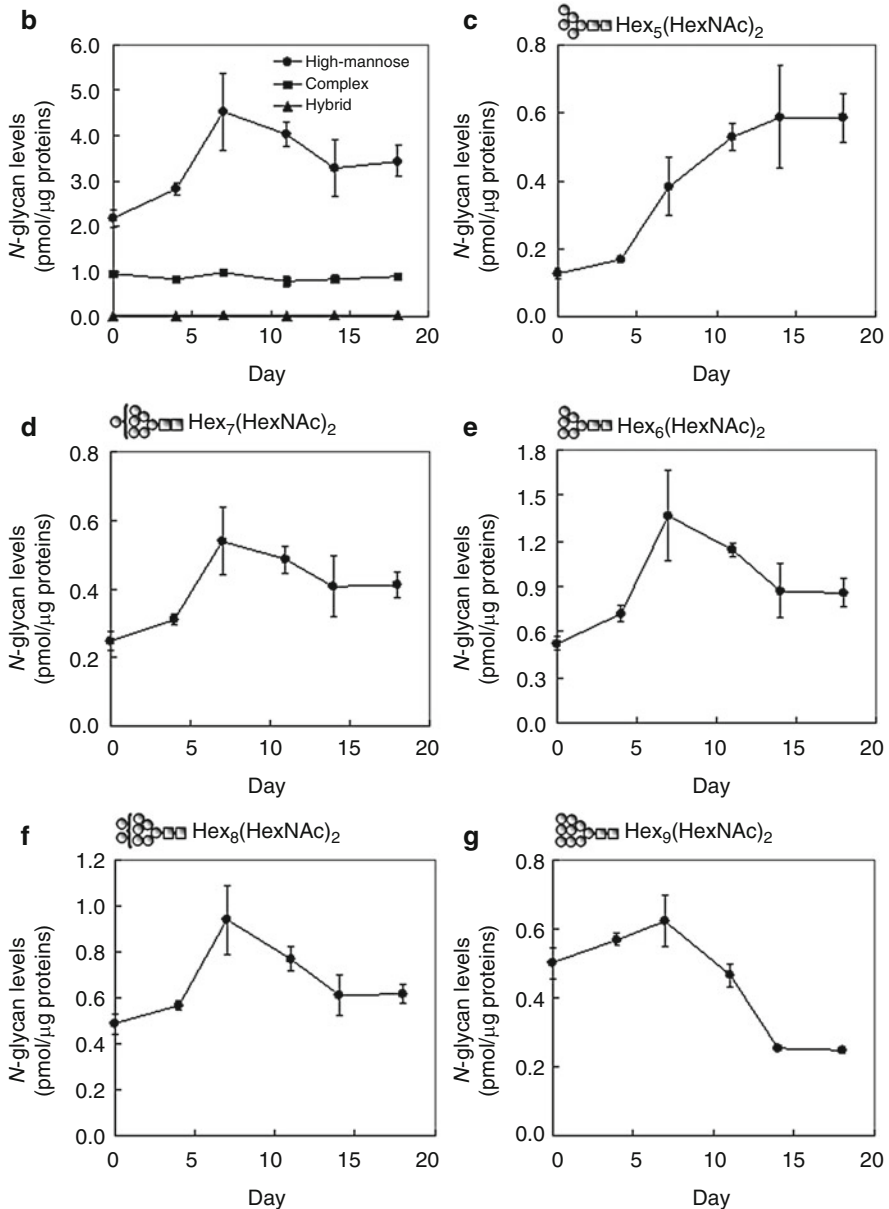 b
N-glycan levels
(pmol/μg proteins)
6.0
5.0
4.0
3.0
2.0
1.0
0.0
High-mannose
Complex
Hybrid
0 5 10 15 20
Day
c
Hex5(HexNAc)2
N-glycan levels
(pmol/μg proteins)
0.8
0.6
0.4
0.2
0.0
0 5 10 15 20
Day
d
Hex7(HexNAc)2
N-glycan levels
(pmol/μg proteins)
0.8
0.6
0.4
0.2
0.0
0 5 10 15 20
Day
e
Hex6(HexNAc)2
N-glycan levels
(pmol/μg proteins)
1.8
1.5
1.2
0.9
0.6
0.3
0.0
0 5 10 15 20
Day
f
Hex8(HexNAc)2
N-glycan levels
(pmol/μg proteins)
1.2
1.0
0.8
0.6
0.4
0.2
0.0
0 5 10 15 20
Day
g
Hex9(HexNAc)2
N-glycan levels
(pmol/μg proteins)
0.8
0.6
0.4
0.2
0.0
0 5 10 15 20
Day